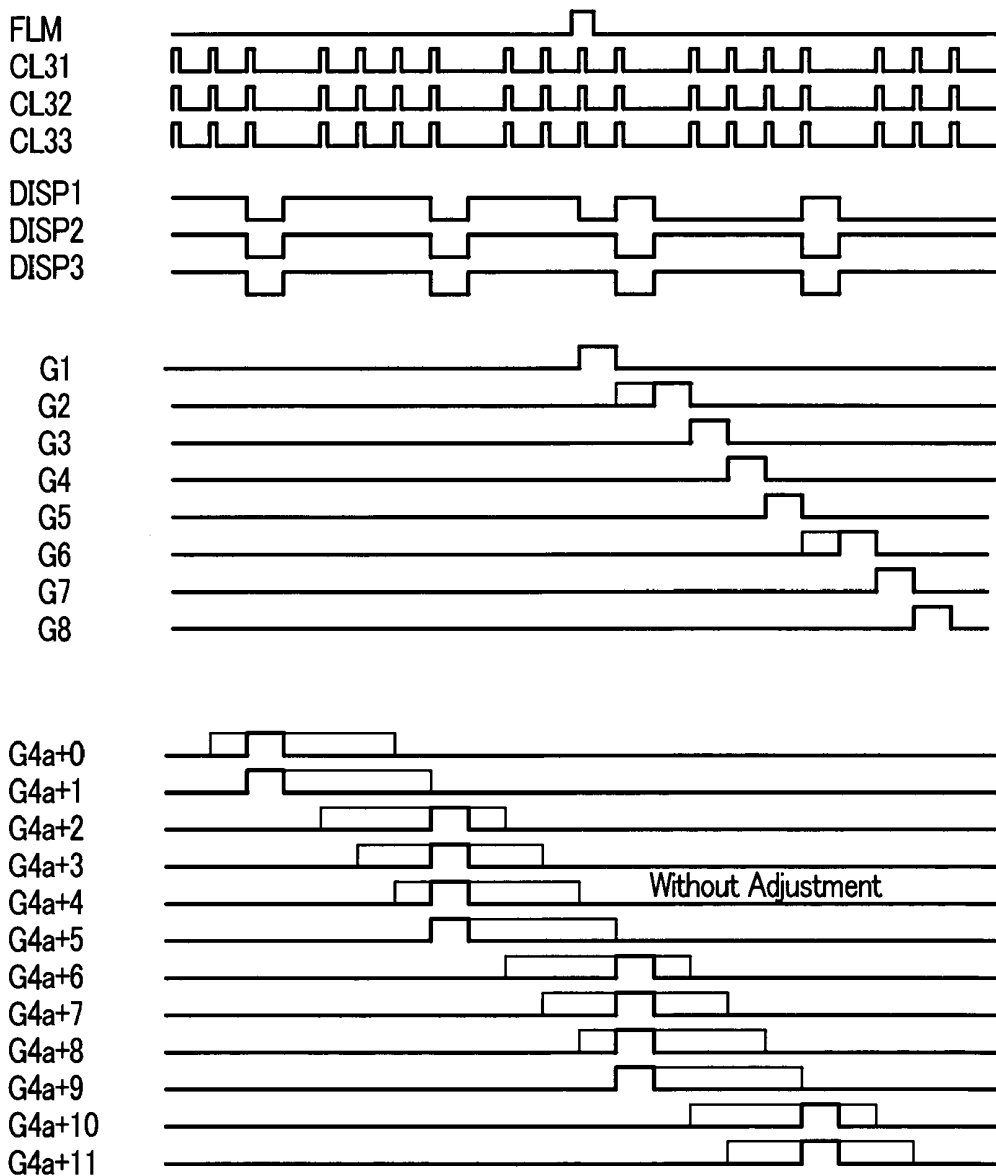 FLM
CL31
CL32
CL33
DISP1
DISP2
DISP3
G1
G2
G3
G4
G5
G6
G7
G8
G4a+0
G4a+1
G4a+2
G4a+3
G4a+4 Without Adjustment
G4a+5
G4a+6
G4a+7
G4a+8
G4a+9
G4a+10
G4a+11